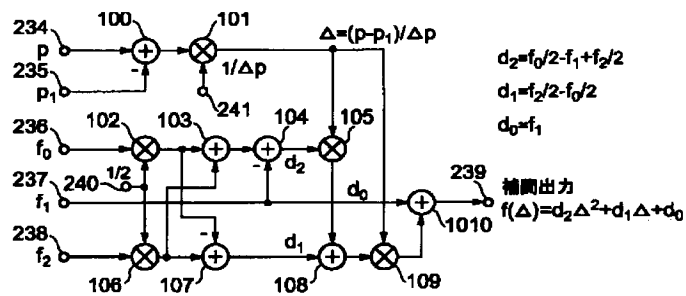 234
100
101
Δ=(p-p₁)/Δp
p
235
-
1/Δp
p₁
241
d₂=f₀/2-f₁+f₂/2
d₁=f₂/2-f₀/2
d₀=f₁
236
102
103
104
105
f₀
-
d₂
237
1/2
240
f₁
d₀
239
補間出力
f(Δ)=d₂Δ²+d₁Δ+d₀
1010
238
-
f₂
d₁
106
107
108
109